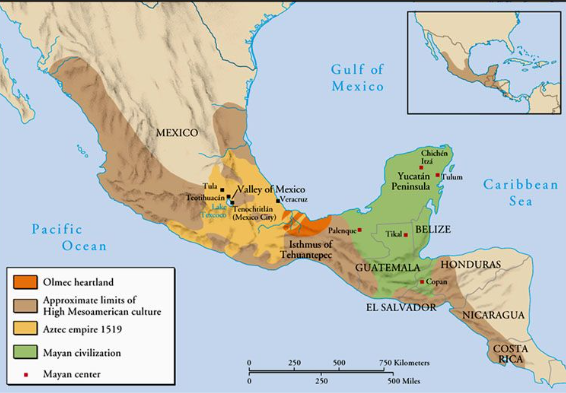 Gulf of
Mexico
MEXICO
Chichén
Itzá
Yucatán
Peninsula
Tulum
Caribbean
Sea
Tula
Valley of Mexico
Teotihuacán
Lake
Texcoco
Veracruz
Tenochtitlán
(Mexico City)
Pacific
Ocean
Palenque
Tikal
BELIZE
Isthmus of
Tehuantepec
GUATEMALA
HONDURAS
Copán
EL SALVADOR
NICARAGUA
COSTA
RICA
Olmec heartland
Approximate limits of
High Mesoamerican culture
Aztec empire 1519
Mayan civilization
Mayan center
0 250 500 750 Kilometers
0 250 500 Miles